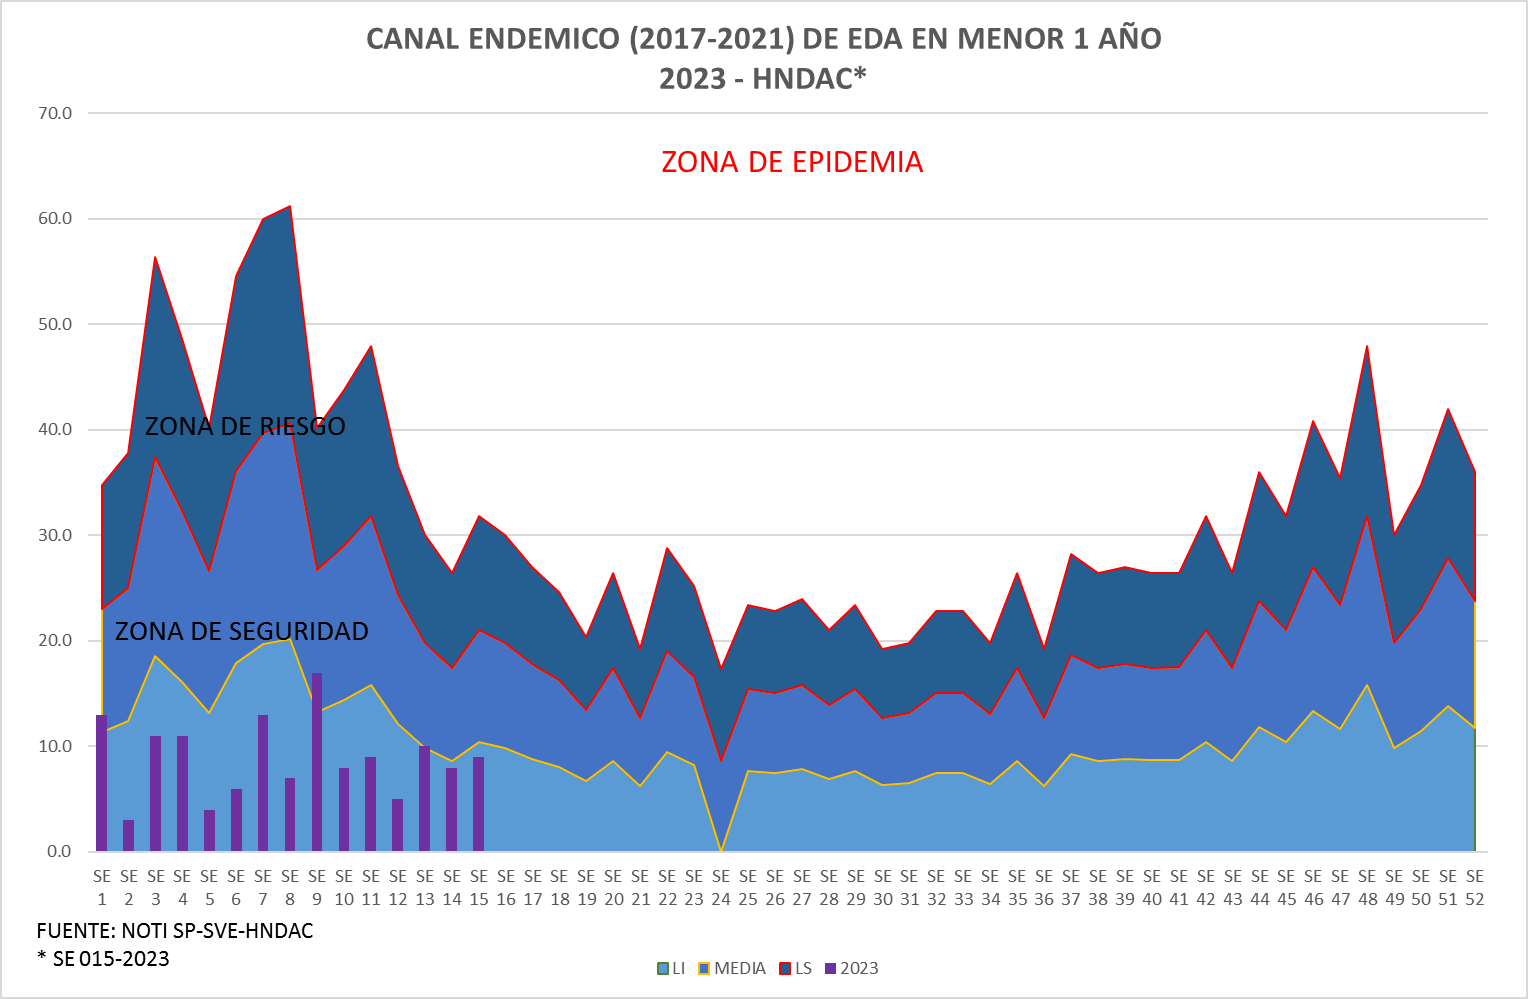 CANAL ENDEMICO (2017-2021) DE EDA EN MENOR 1 AÑO
2023 - HNDAC*
70.0
ZONA DE EPIDEMIA
60.0
50.0
40.0
ZONA DE RIESGO
30.0
20.0
ZONA DE SEGURIDAD
10.0
0.0
SE SE SE SE SE SE SE SE SE SE SE SE SE SE SE SE SE SE SE SE SE SE SE SE SE SE SE SE SE SE SE SE SE SE SE SE SE SE SE SE SE SE SE SE SE SE SE SE SE SE SE SE
1 2 3 4 5 6 7 8 9 10 11 12 13 14 15 16 17 18 19 20 21 22 23 24 25 26 27 28 29 30 31 32 33 34 35 36 37 38 39 40 41 42 43 44 45 46 47 48 49 50 51 52
FUENTE: NOTI SP-SVE-HNDAC
* SE 015-2023
LI MEDIA LS 2023